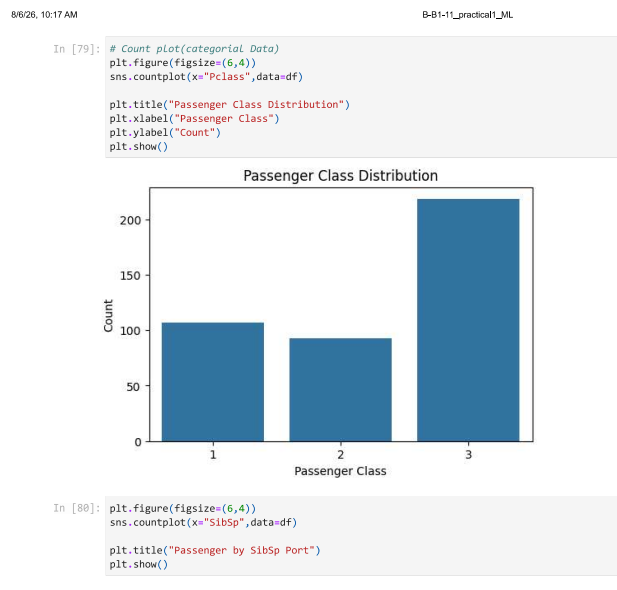 8/6/26, 10:17 AM
B-B1-11_practical1_ML
In [79]: # Count plot(categorial Data)
plt.figure(figsize=(6,4))
sns.countplot(x="Pclass",data=df)
plt.title("Passenger Class Distribution")
plt.xlabel("Passenger Class")
plt.ylabel("Count")
plt.show()
Passenger Class Distribution
200
150
100
50
0
Count
1 2 3
Passenger Class
In [80]: plt.figure(figsize=(6,4))
sns.countplot(x="SibSp",data=df)
plt.title("Passenger by SibSp Port")
plt.show()